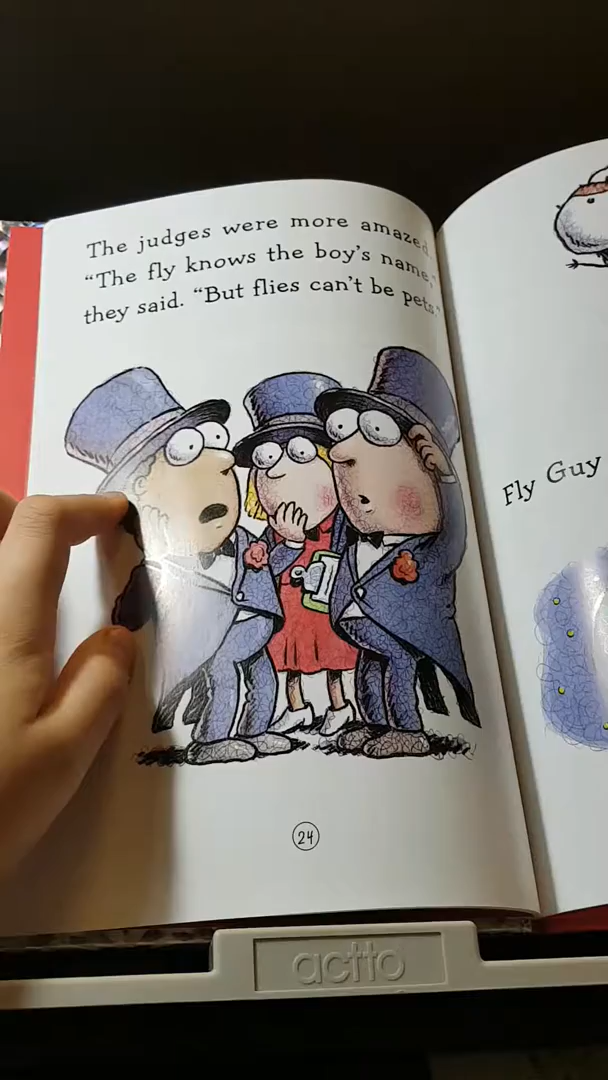 The judges were more amazed.
"The fly knows the boy's name,"
they said. "But flies can't be pets."
Fly Guy
24
actto